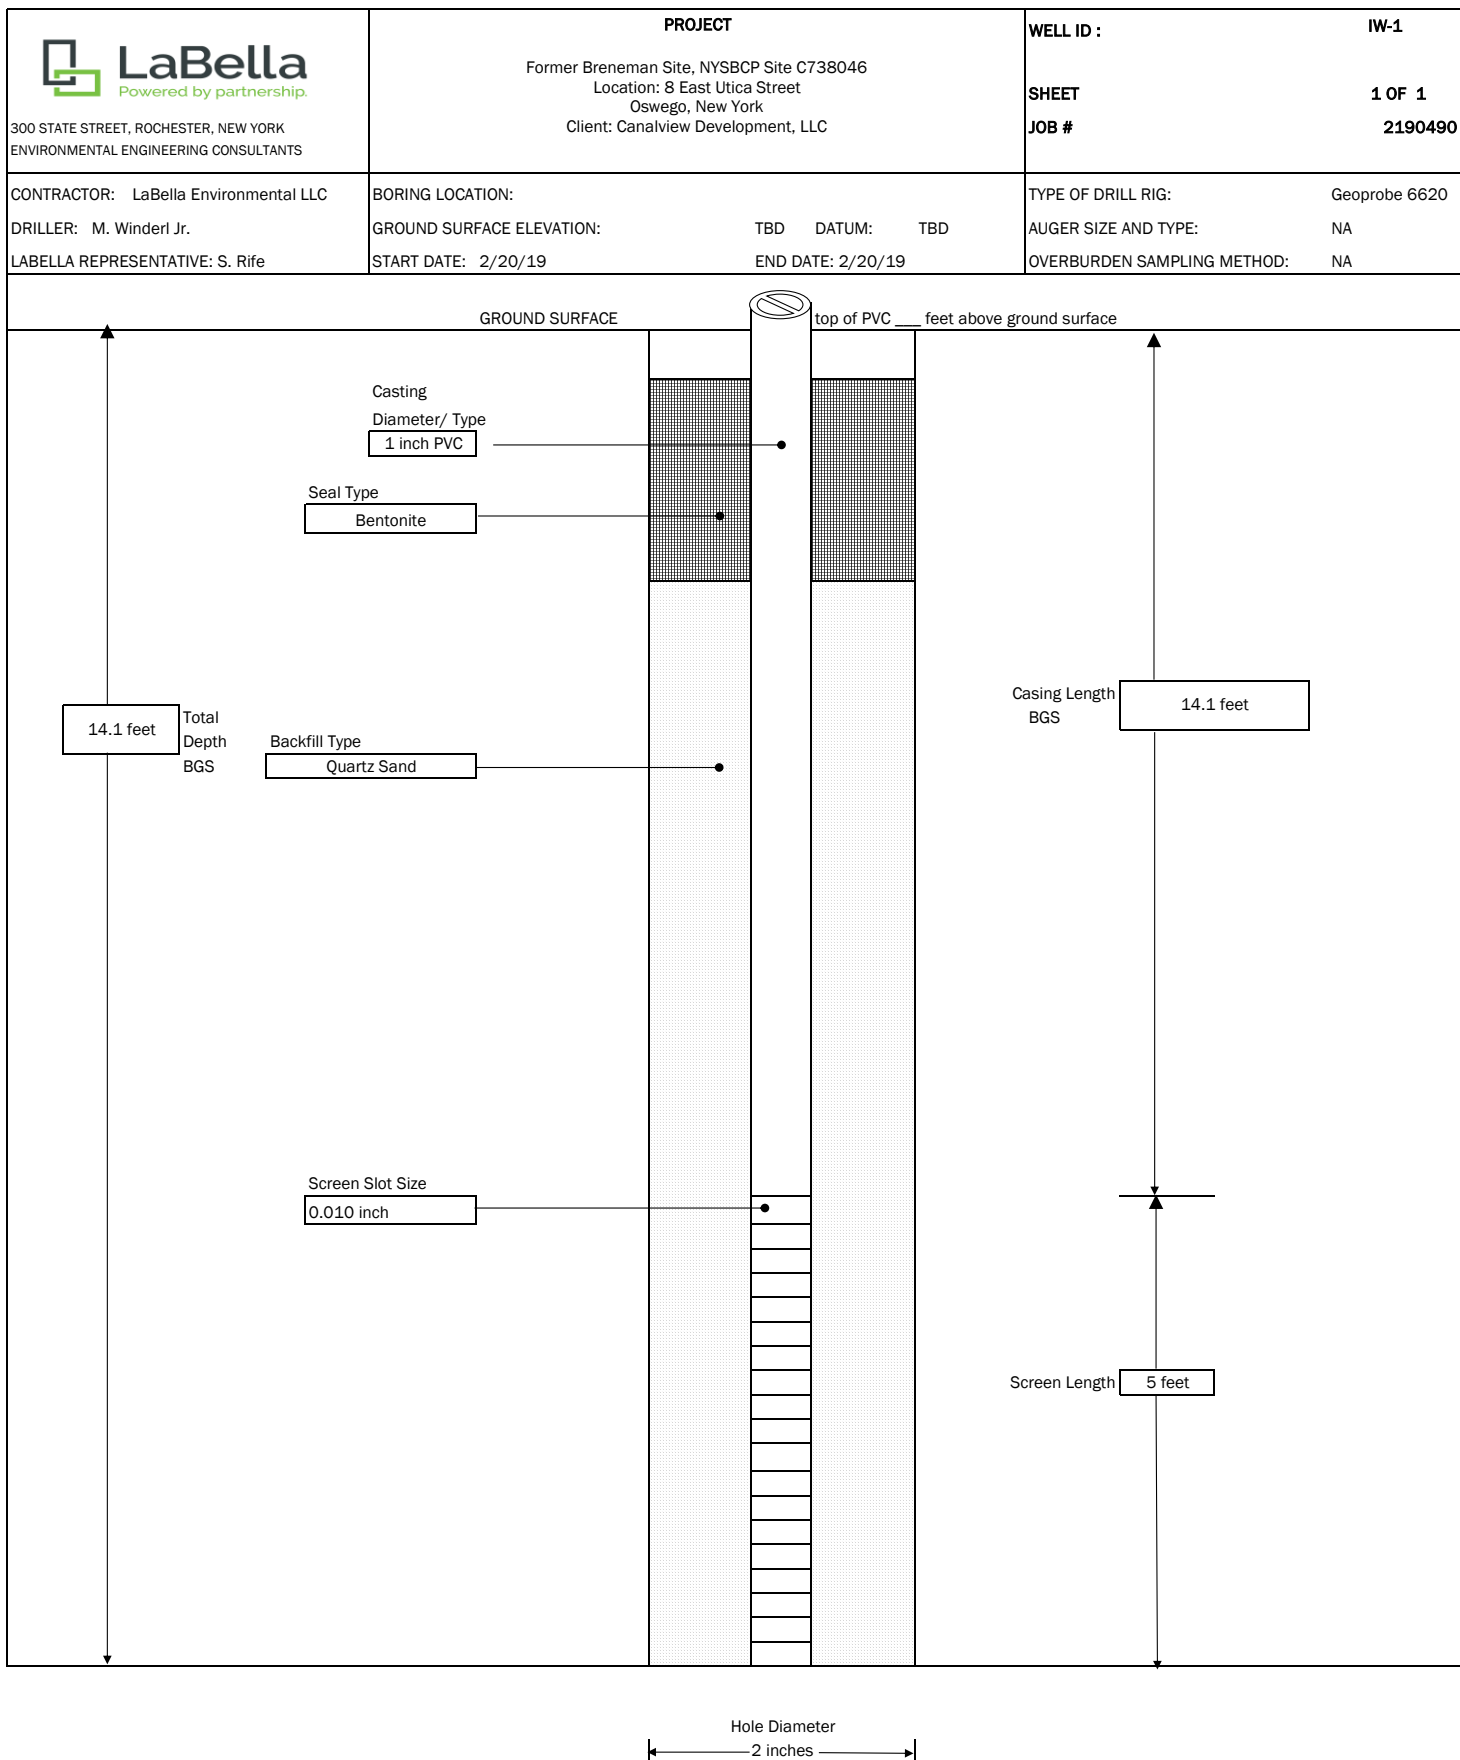 LaBella
Powered by partnership.
300 STATE STREET, ROCHESTER, NEW YORK
ENVIRONMENTAL ENGINEERING CONSULTANTS
PROJECT
Former Breneman Site, NYSBCP Site C738046
Location: 8 East Utica Street
Oswego, New York
Client: Canalview Development, LLC
WELL ID : IW-1
SHEET 1 OF 1
JOB # 2190490
CONTRACTOR: LaBella Environmental LLC
DRILLER: M. Winderl Jr.
LABELLA REPRESENTATIVE: S. Rife
BORING LOCATION:
GROUND SURFACE ELEVATION: TBD DATUM: TBD
START DATE: 2/20/19 END DATE: 2/20/19
TYPE OF DRILL RIG: Geoprobe 6620
AUGER SIZE AND TYPE: NA
OVERBURDEN SAMPLING METHOD: NA
GROUND SURFACE top of PVC ___ feet above ground surface
Casting
Diameter/ Type
1 inch PVC
Seal Type
Bentonite
Casing Length
BGS
14.1 feet
14.1 feet
Total
Depth
BGS
Backfill Type
Quartz Sand
Screen Slot Size
0.010 inch
Screen Length 5 feet
Hole Diameter
2 inches